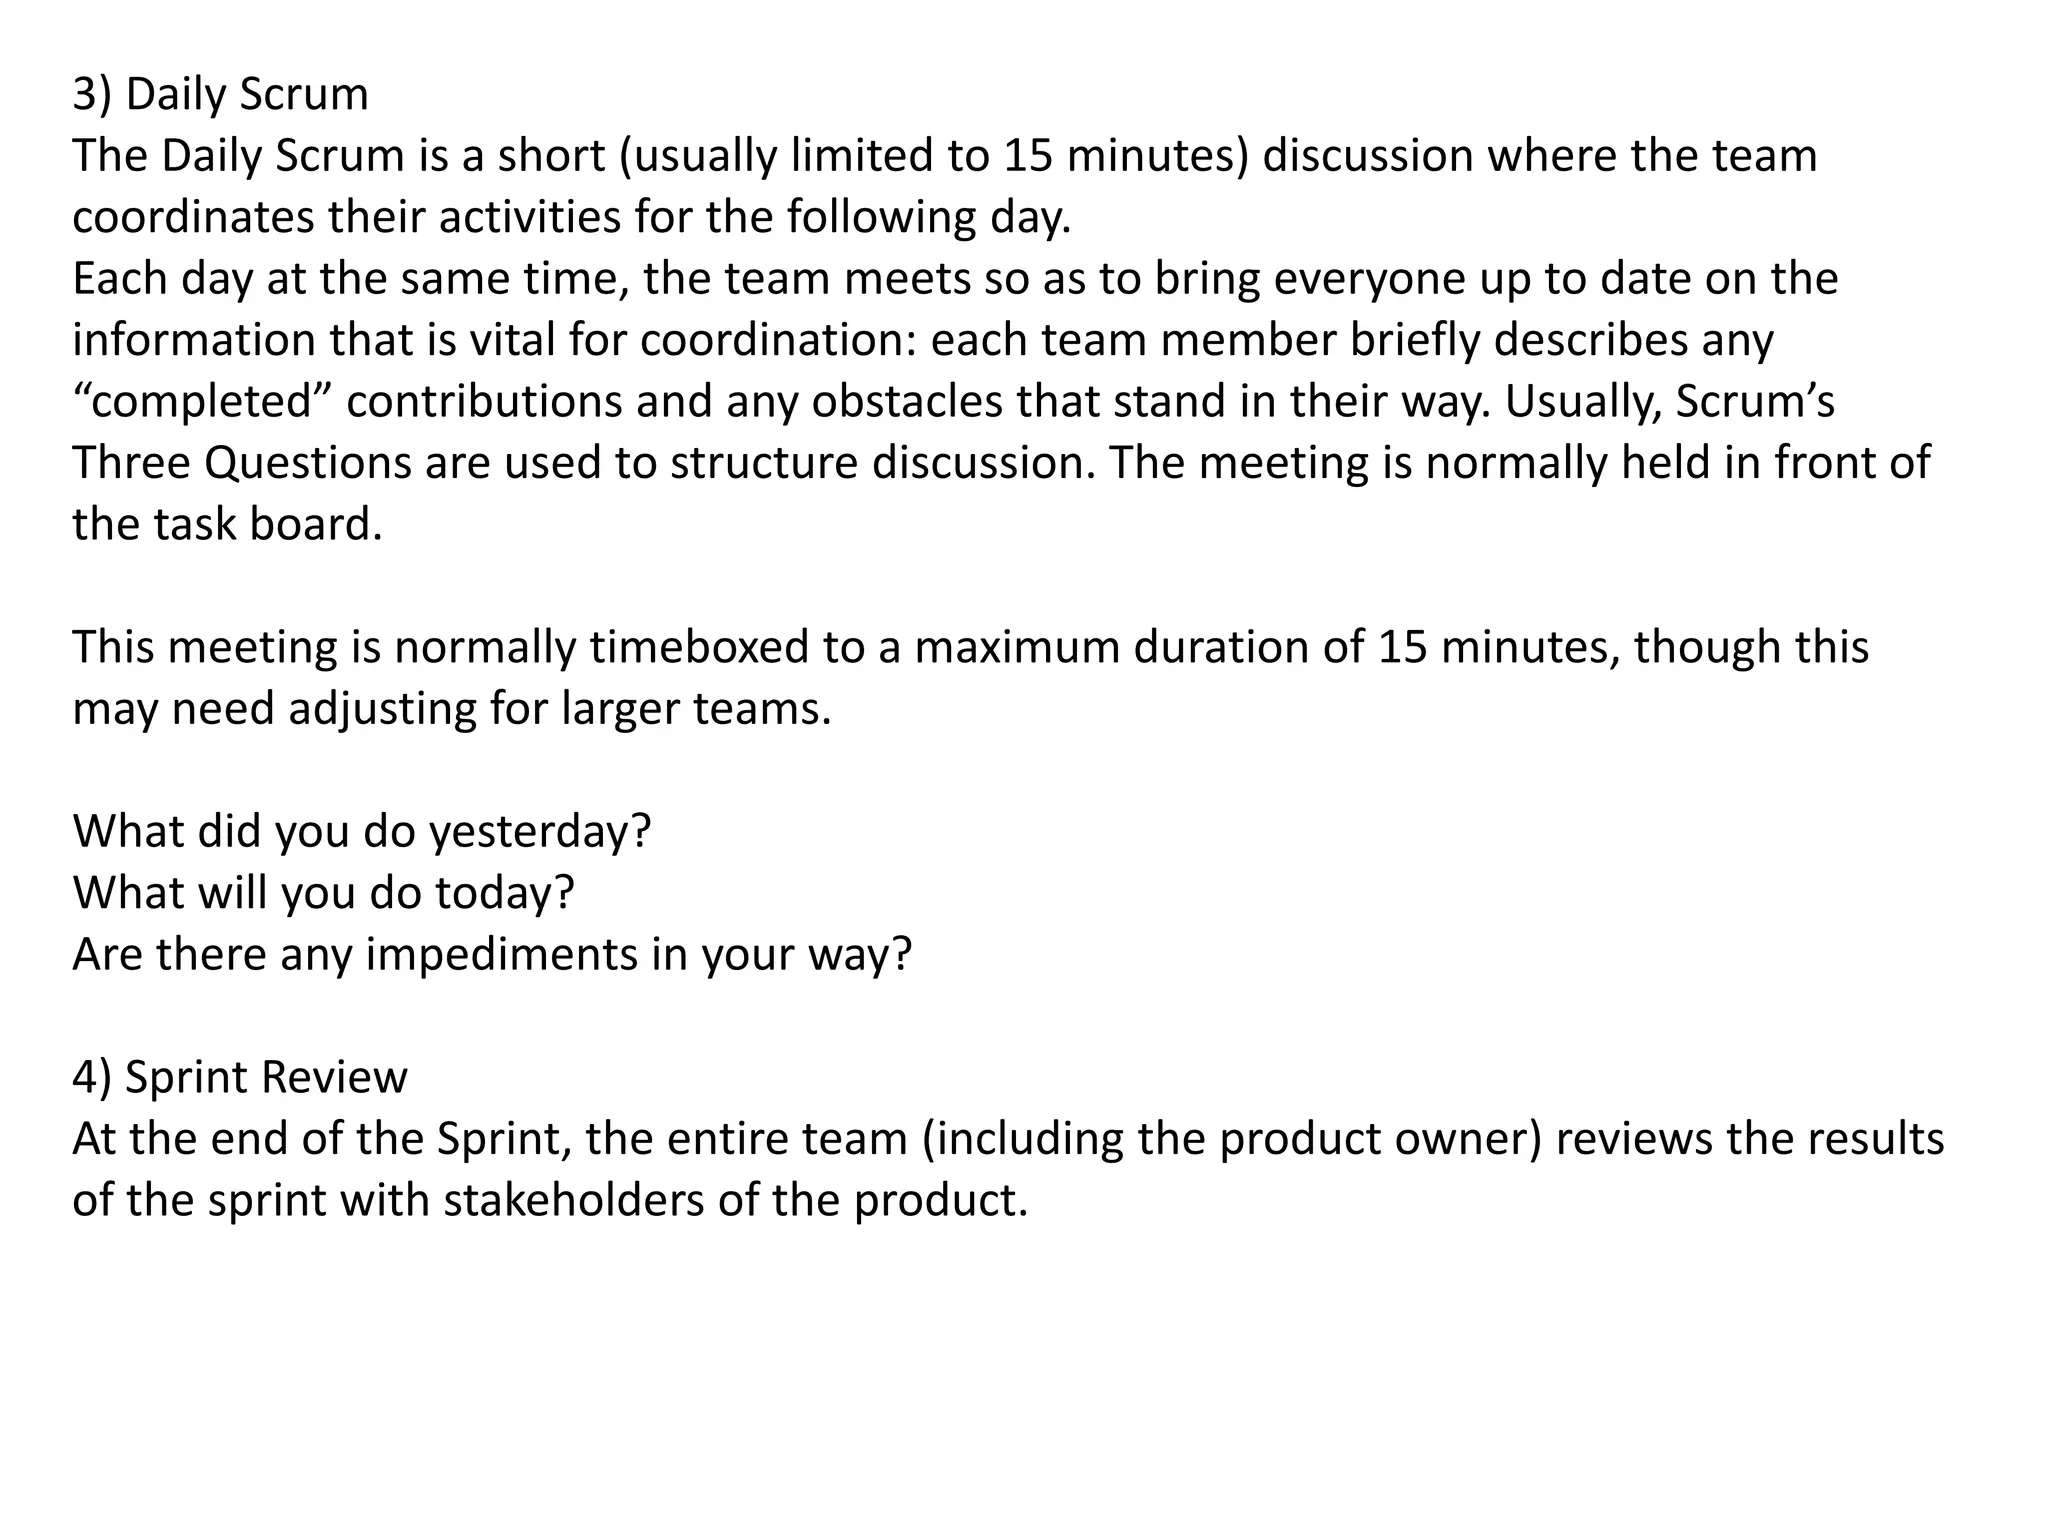 3) Daily Scrum
The Daily Scrum is a short (usually limited to 15 minutes) discussion where the team
coordinates their activities for the following day.
Each day at the same time, the team meets so as to bring everyone up to date on the
information that is vital for coordination: each team member briefly describes any
“completed” contributions and any obstacles that stand in their way. Usually, Scrum’s
Three Questions are used to structure discussion. The meeting is normally held in front of
the task board.
This meeting is normally timeboxed to a maximum duration of 15 minutes, though this
may need adjusting for larger teams.
What did you do yesterday?
What will you do today?
Are there any impediments in your way?
4) Sprint Review
At the end of the Sprint, the entire team (including the product owner) reviews the results
of the sprint with stakeholders of the product.